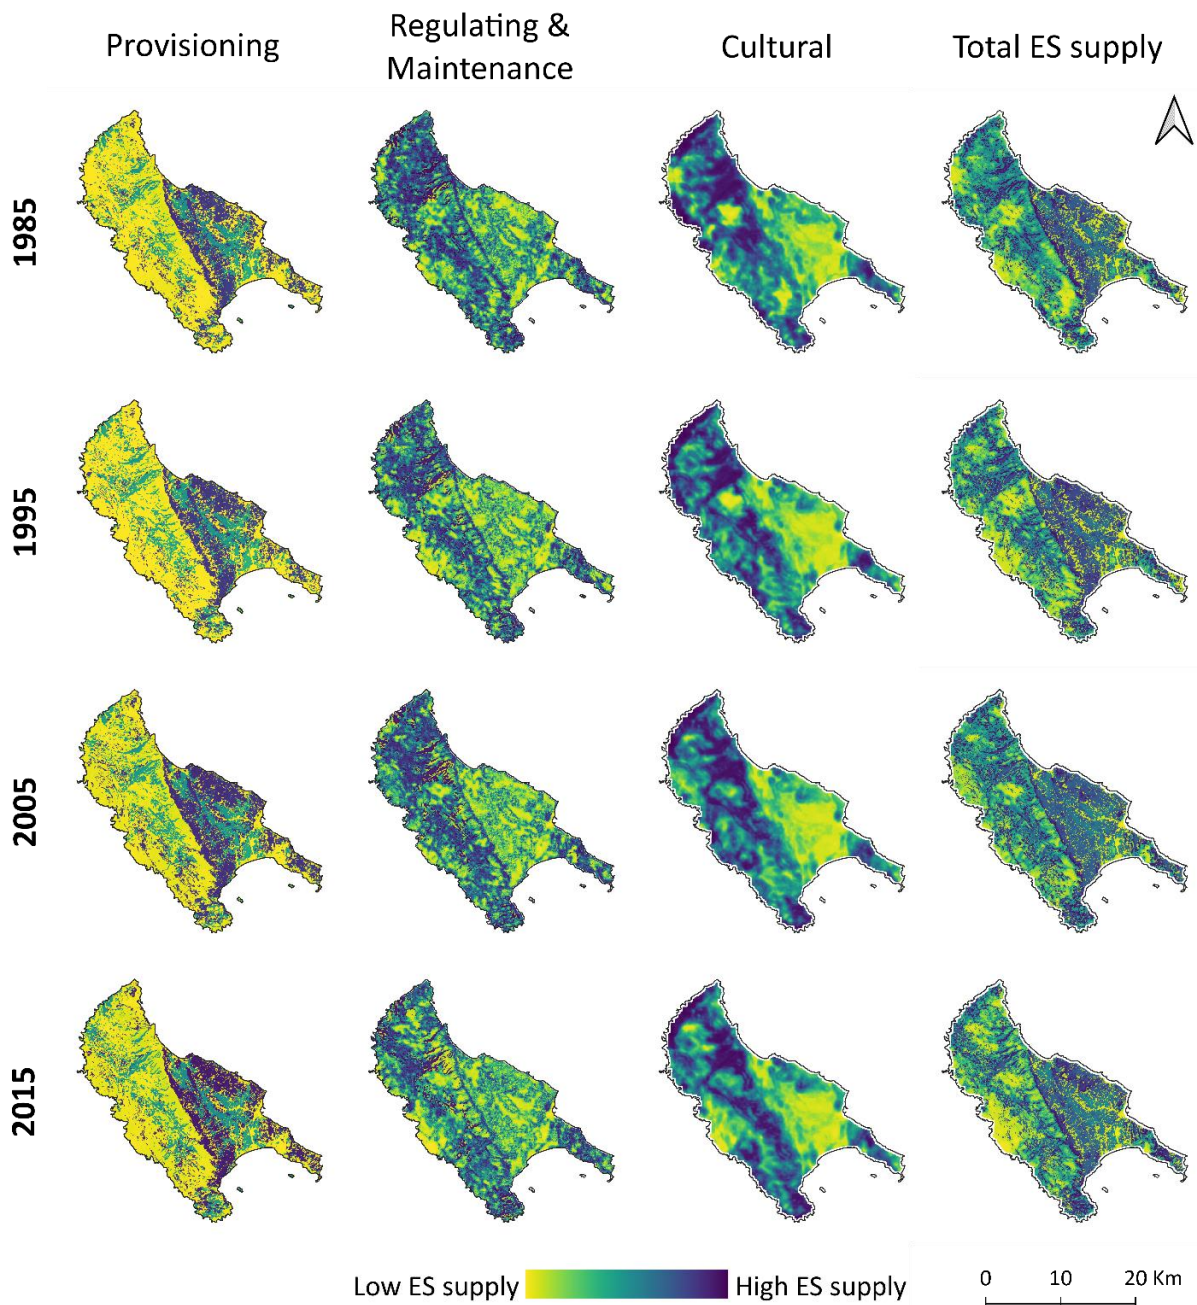 Provisioning
Regulating &
Maintenance
Cultural
Total ES supply
1985
1995
2005
2015
Low ES supply
High ES supply
0 10 20 Km